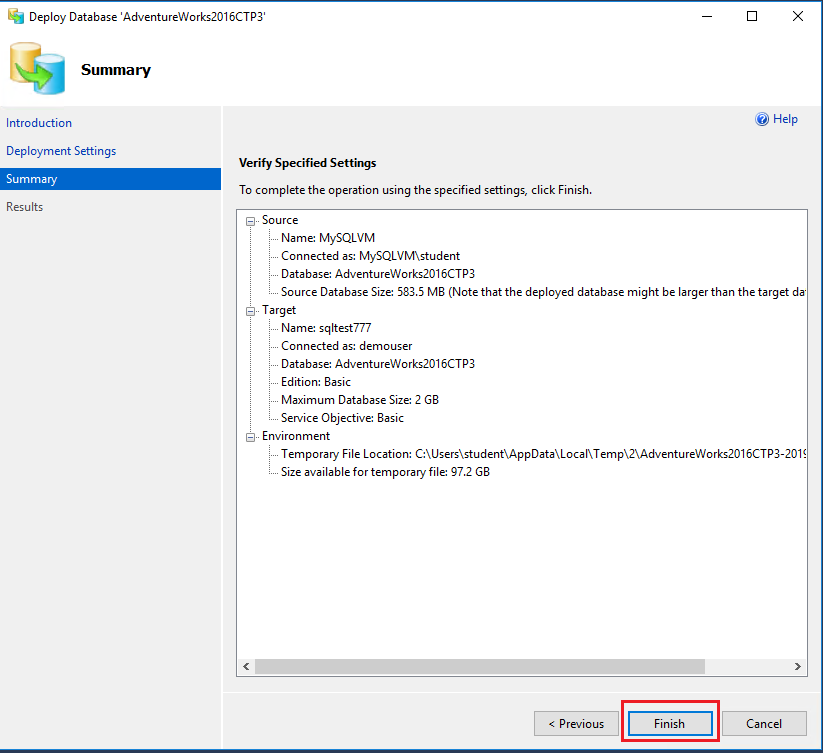 Deploy Database 'AdventureWorks2016CTP3'
Summary
Introduction
Deployment Settings
Summary
Results
Help
Verify Specified Settings
To complete the operation using the specified settings, click Finish.
Source
Name: MySQLVM
Connected as: MySQLVM\student
Database: AdventureWorks2016CTP3
Source Database Size: 583.5 MB (Note that the deployed database might be larger than the target da
Target
Name: sqltest777
Connected as: demouser
Database: AdventureWorks2016CTP3
Edition: Basic
Maximum Database Size: 2 GB
Service Objective: Basic
Environment
Temporary File Location: C:\Users\student\AppData\Local\Temp\2\AdventureWorks2016CTP3-2019
Size available for temporary file: 97.2 GB
< Previous
Finish
Cancel